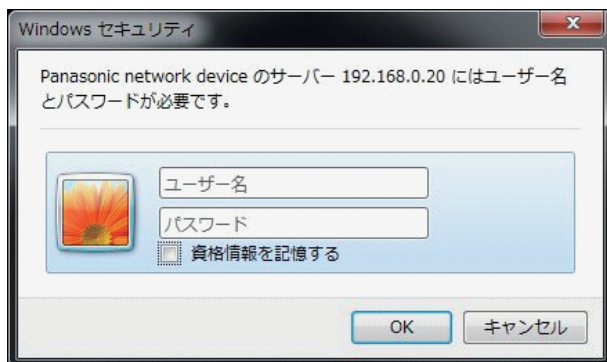 Windows セキュリティ
Panasonic network device のサーバー 192.168.0.20 にはユーザー名
とパスワードが必要です。
ユーザー名
パスワード
資格情報を記憶する
OK
キャンセル